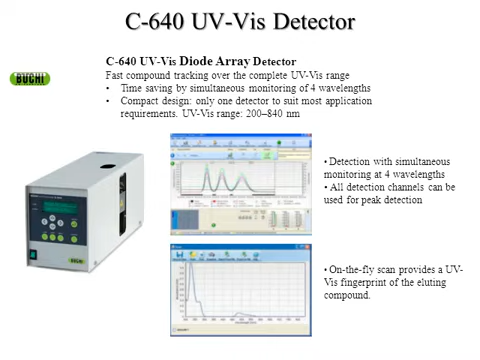 C-640 UV-Vis Detector
C-640 UV-Vis Diode Array Detector
Fast compound tracking over the complete UV-Vis range
• Time saving by simultaneous monitoring of 4 wavelengths
• Compact design: only one detector to suit most application
requirements. UV-Vis range: 200–840 nm
BUCHI
• Detection with simultaneous
monitoring at 4 wavelengths
• All detection channels can be
used for peak detection
BUCHI
• On-the-fly scan provides a UV-
Vis fingerprint of the eluting
compound.